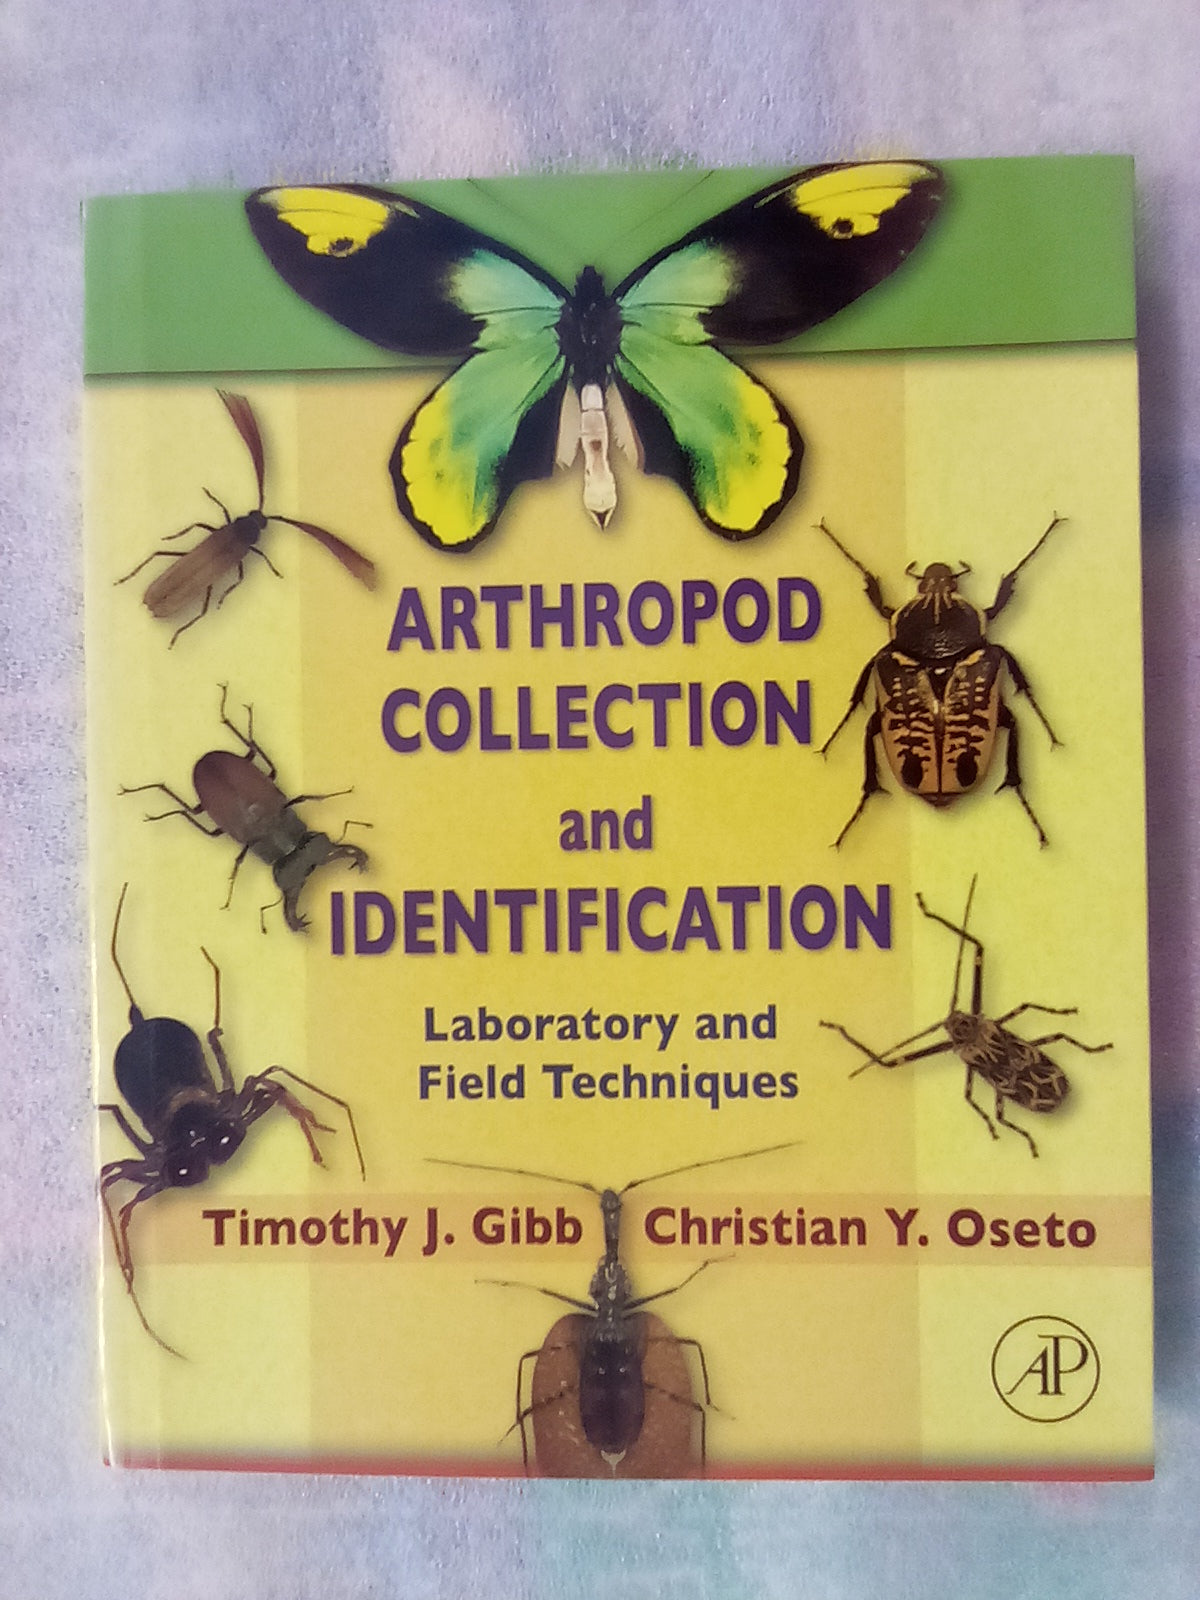 ARTHROPOD
COLLECTION
and
IDENTIFICATION
Laboratory and
Field Techniques
Timothy J. Gibb Christian Y. Oseto
AP